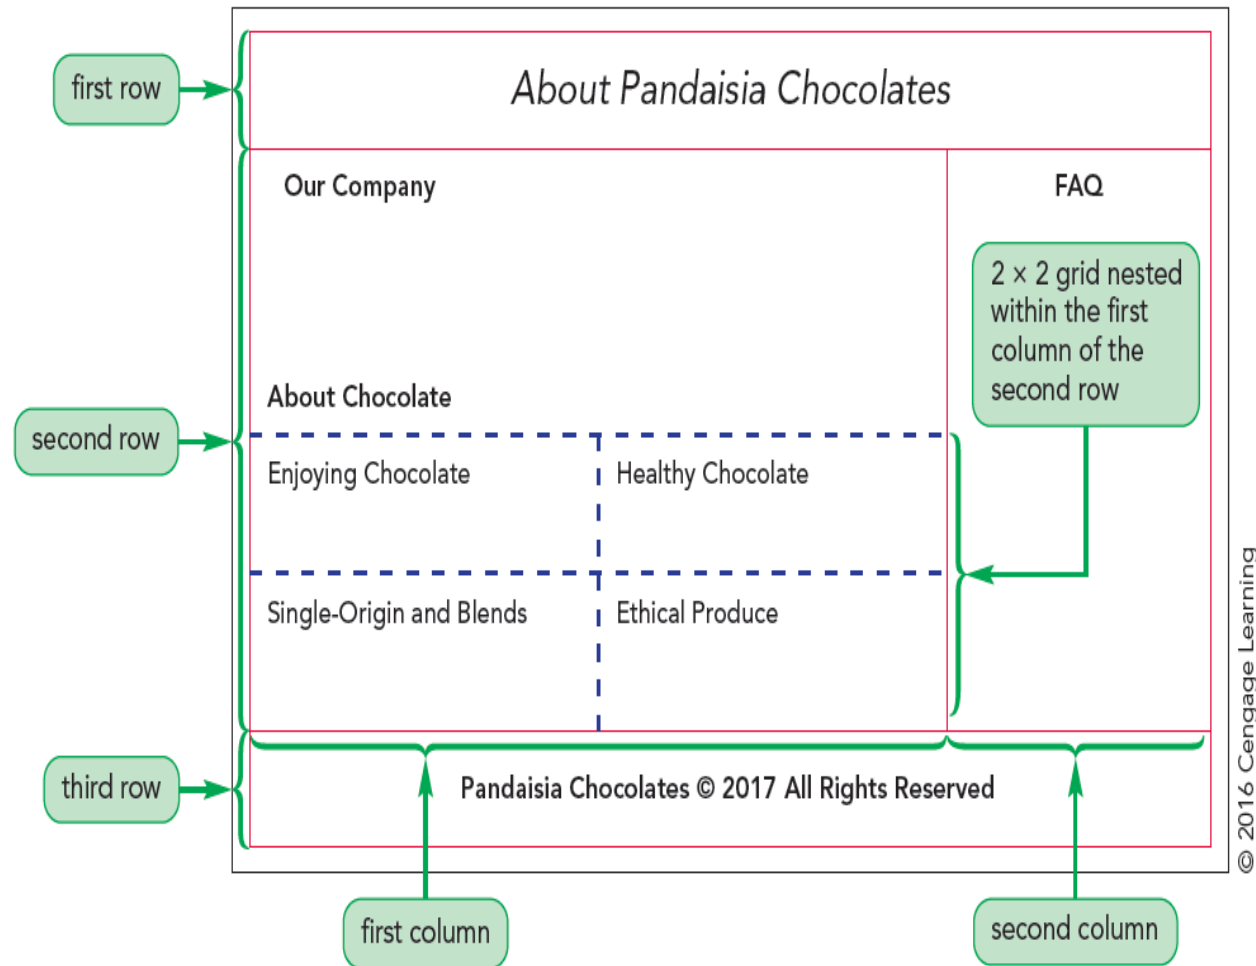 first row
About Pandaisia Chocolates
Our Company
FAQ
2 × 2 grid nested
within the first
column of the
second row
About Chocolate
second row
Enjoying Chocolate
Healthy Chocolate
Single-Origin and Blends
Ethical Produce
third row
Pandaisia Chocolates © 2017 All Rights Reserved
first column
second column
© 2016 Cengage Learning